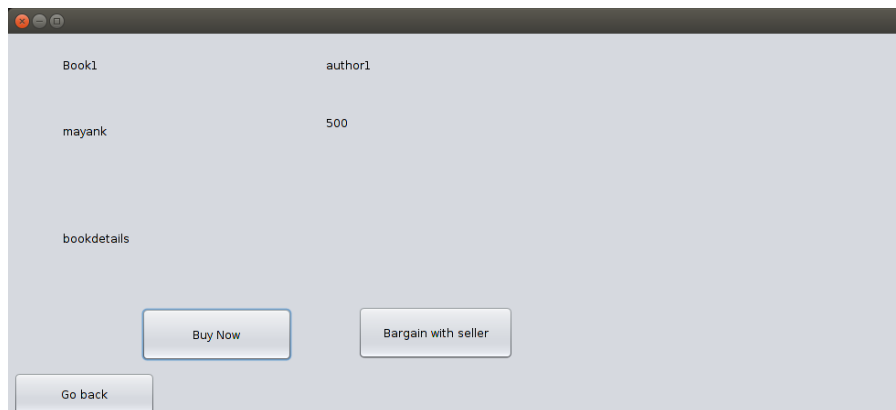 Book1
author1
mayank
500
bookdetails
Buy Now
Bargain with seller
Go back